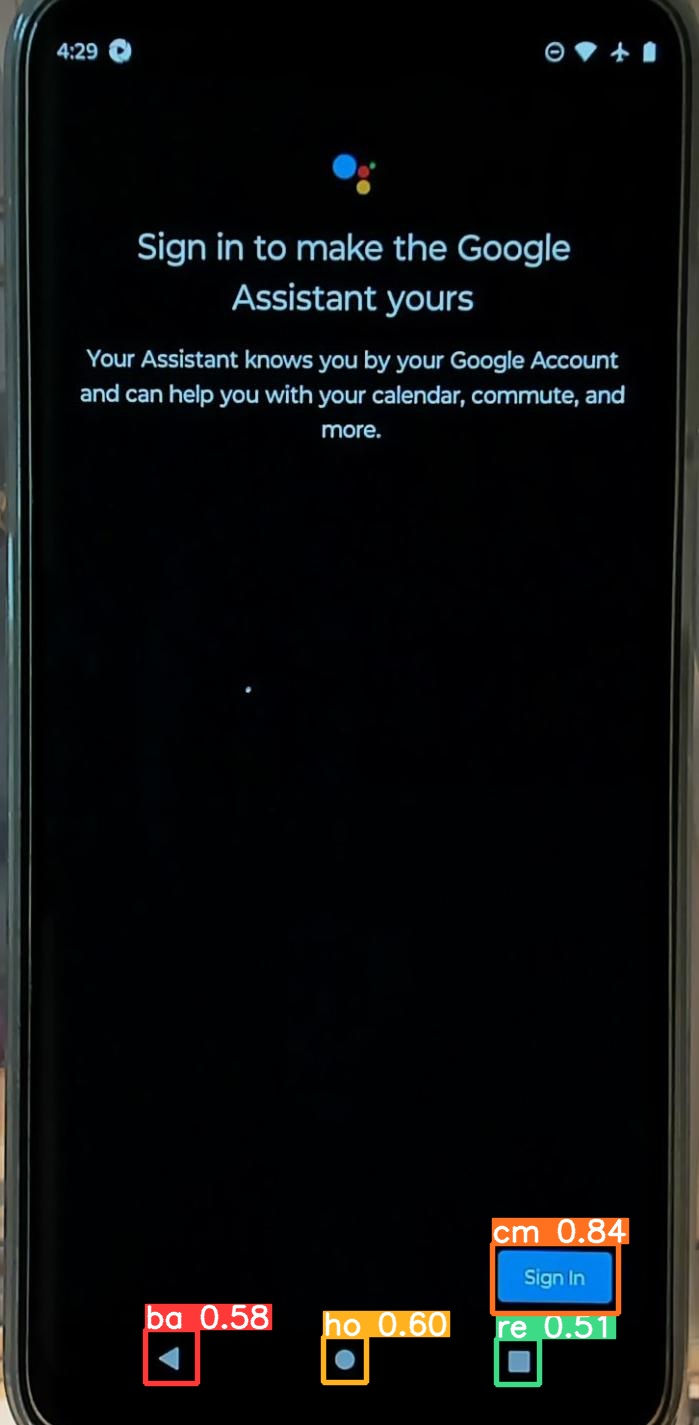 4:29
Sign in to make the Google
Assistant yours
Your Assistant knows you by your Google Account
and can help you with your calendar, commute, and
more.
cm 0.84
Sign In
ba 0.58
ho 0.60
re 0.51